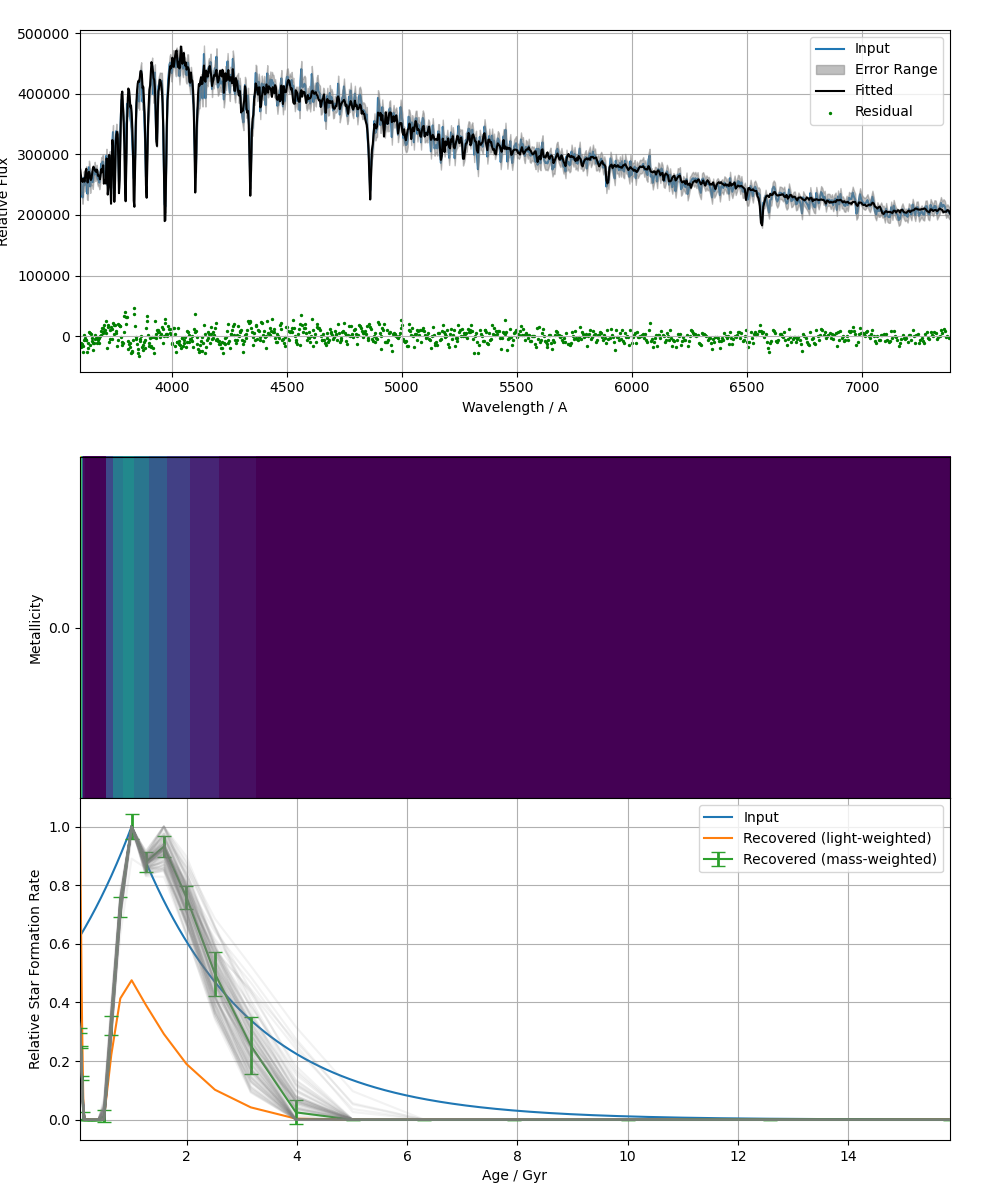 500000
400000
300000
200000
100000
0
Relative Flux
Input
Error Range
Fitted
Residual
4000
4500
5000
5500
6000
6500
7000
Wavelength / A
Metallicity
0.0
1.0
0.8
0.6
0.4
0.2
0.0
Relative Star Formation Rate
Input
Recovered (light-weighted)
Recovered (mass-weighted)
2
4
6
8
10
12
14
Age / Gyr